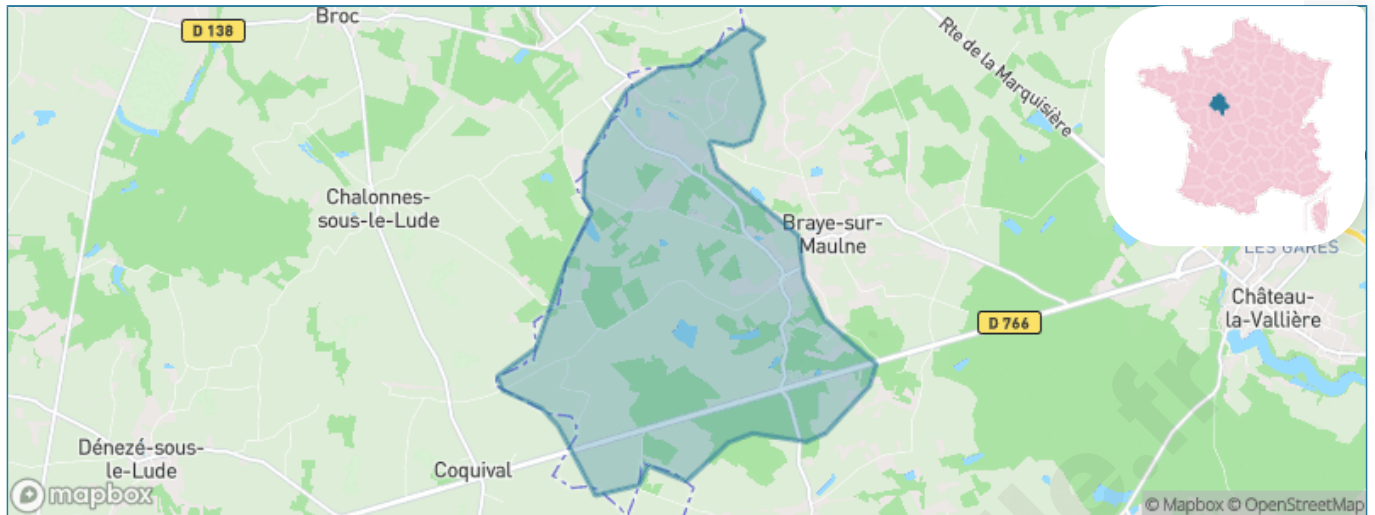 Broc
D 138
Rte de la Marquisière
Chalonnes-
sous-le-Lude
Braye-sur-
Maulne
LES GARES
Château-
la-Vallière
D 766
Dénezé-sous-
le-Lude
Coquival
mapbox
© Mapbox © OpenStreetMap